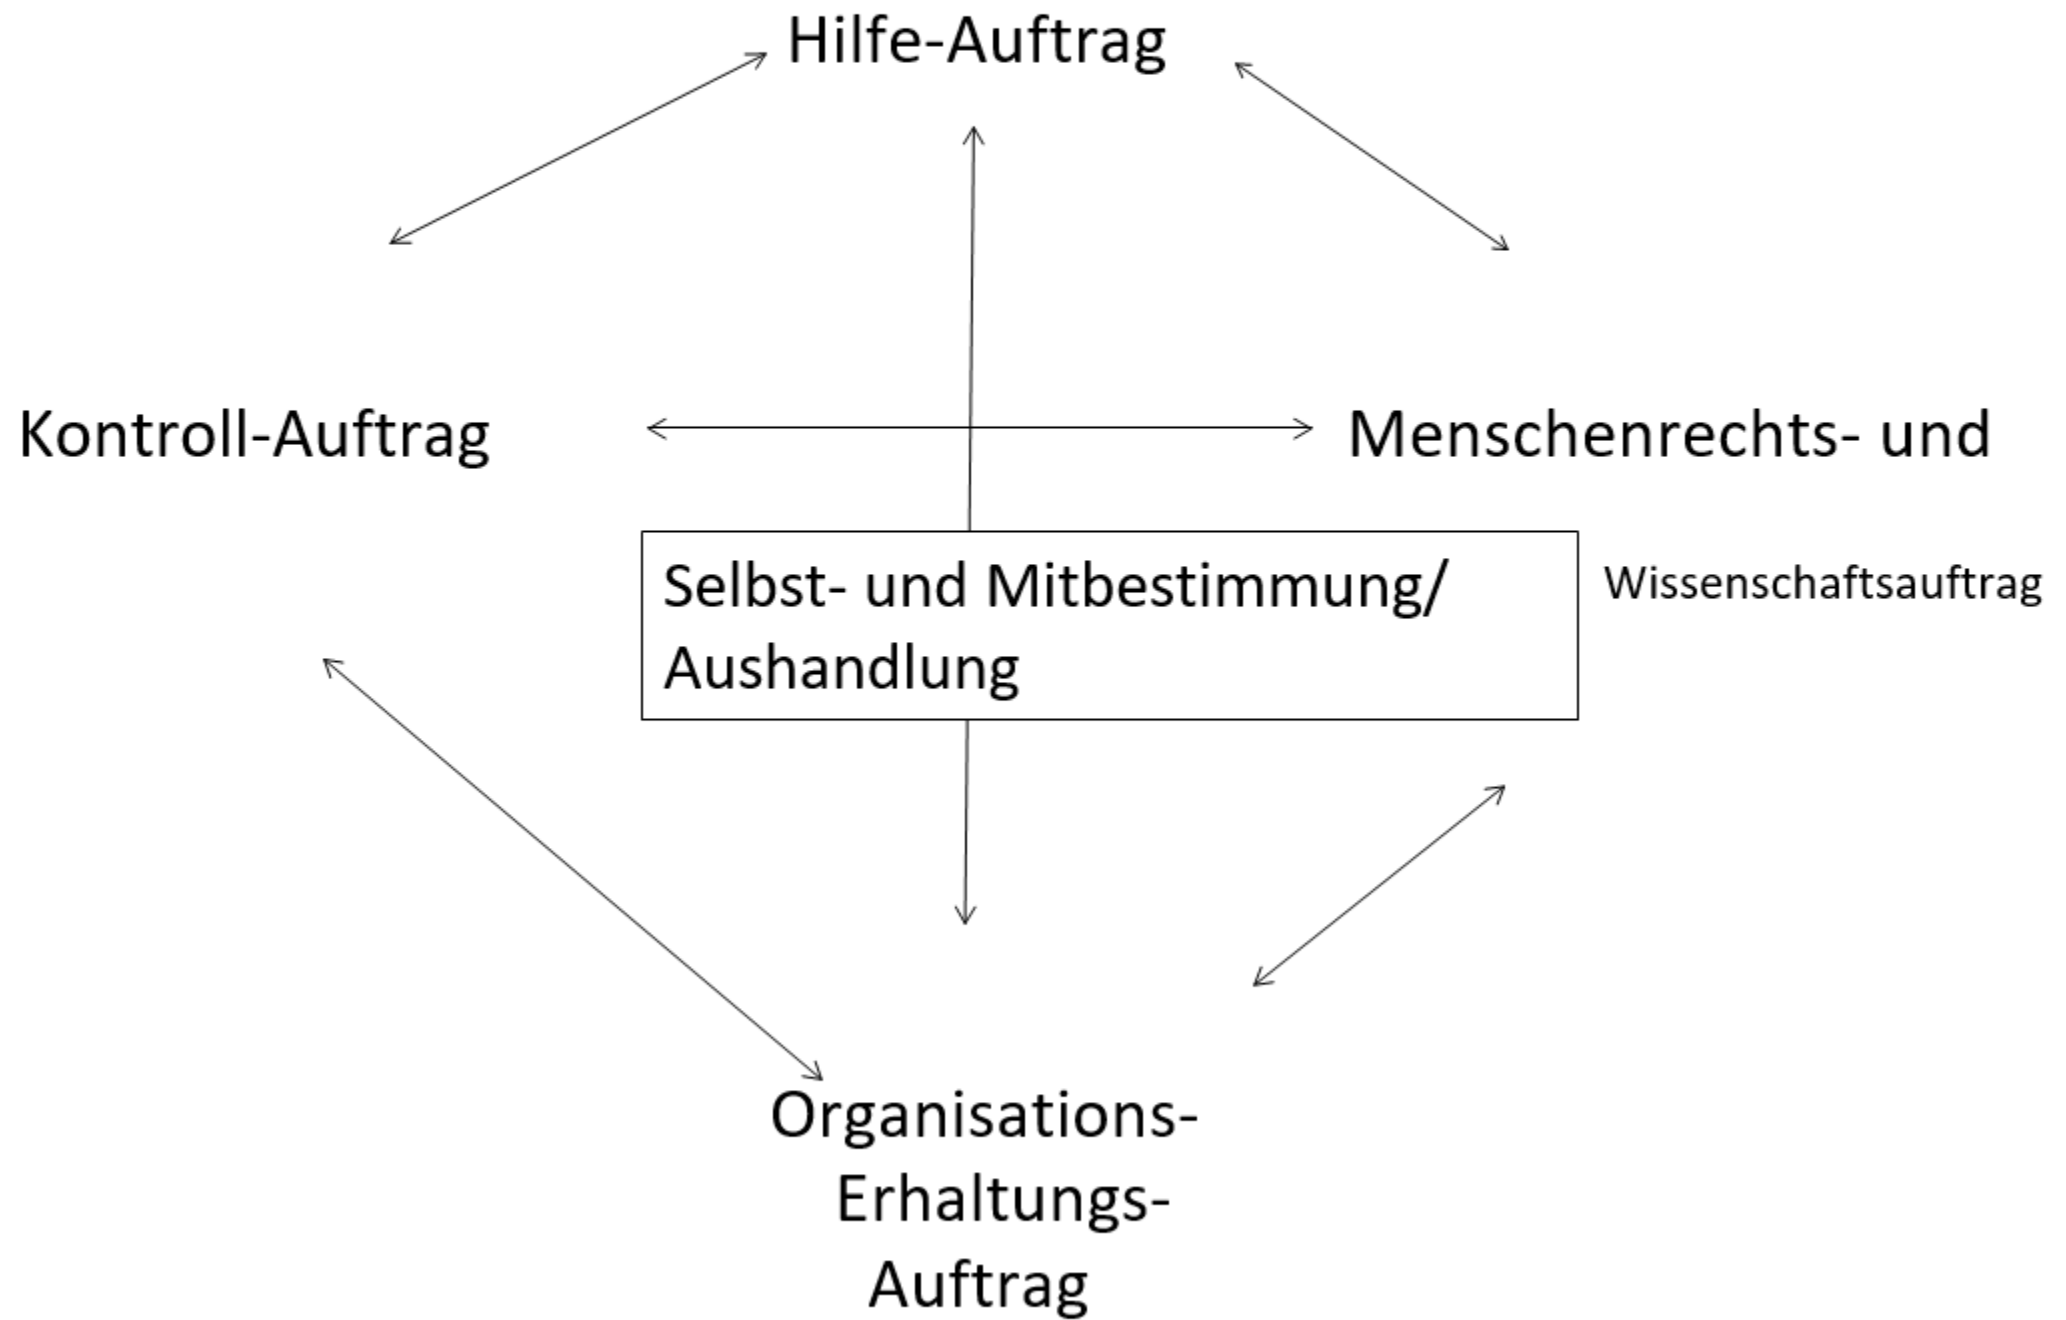 Hilfe-Auftrag
Kontroll-Auftrag
Menschenrechts- und
Selbst- und Mitbestimmung/
Aushandlung
Wissenschaftsauftrag
Organisations-
Erhaltungs-
Auftrag